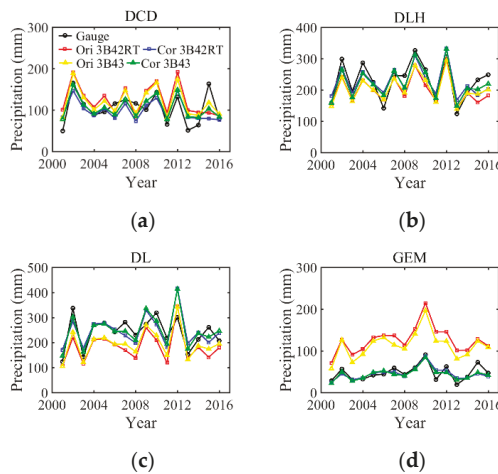 DCD
Precipitation (mm)
400
300
200
100
0
2000 2004 2008 2012 2016
Year
Gauge
Ori 3B42RT
Cor 3B42RT
Ori 3B43
Cor 3B43
(a)
DLH
Precipitation (mm)
400
300
200
100
0
2000 2004 2008 2012 2016
Year
(b)
DL
Precipitation (mm)
500
400
300
200
100
0
2000 2004 2008 2012 2016
Year
(c)
GEM
Precipitation (mm)
300
200
100
0
2000 2004 2008 2012 2016
Year
(d)